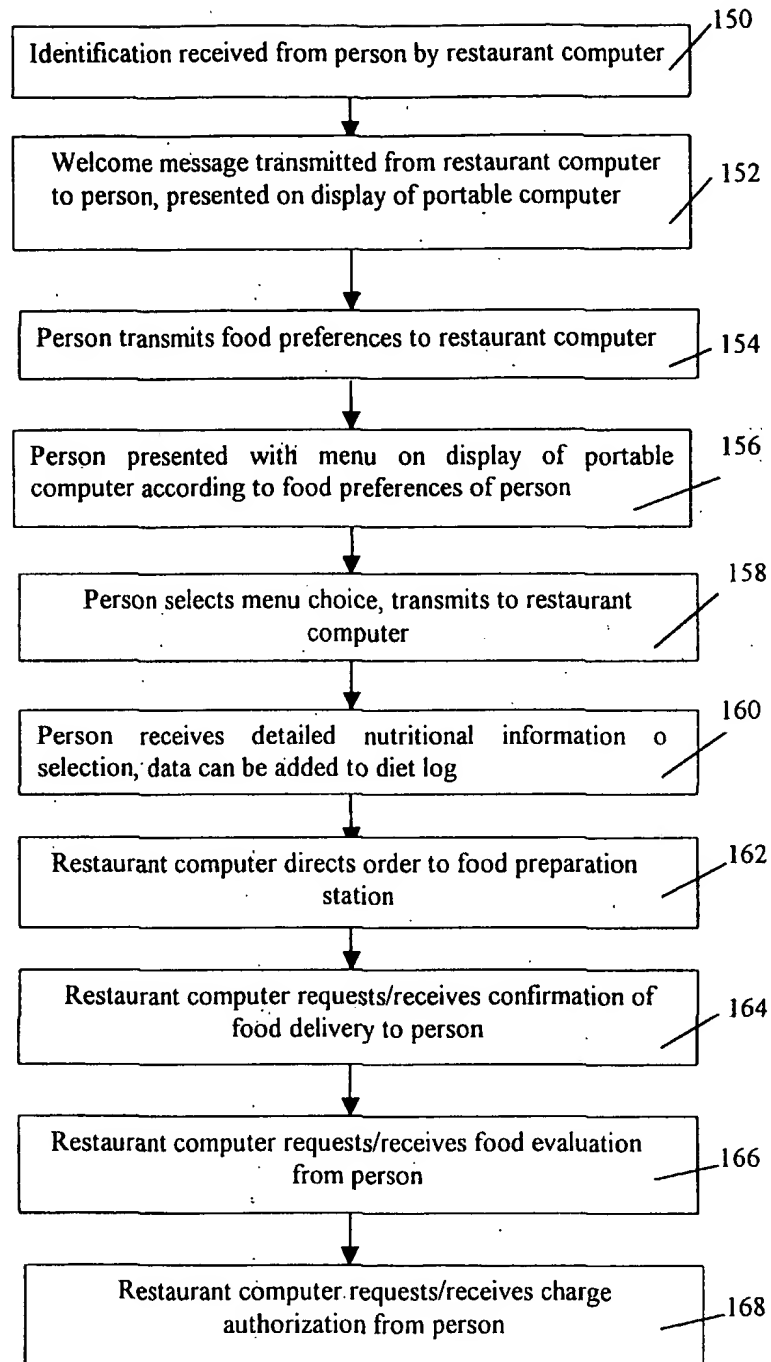 150
Identification received from person by restaurant computer
Welcome message transmitted from restaurant computer
to person, presented on display of portable computer
152
Person transmits food preferences to restaurant computer
154
Person presented with menu on display of portable
computer according to food preferences of person
156
Person selects menu choice, transmits to restaurant
computer
158
Person receives detailed nutritional information o
selection, data can be added to diet log
160
Restaurant computer directs order to food preparation
station
162
Restaurant computer requests/receives confirmation of
food delivery to person
164
Restaurant computer requests/receives food evaluation
from person
166
Restaurant computer requests/receives charge
authorization from person
168